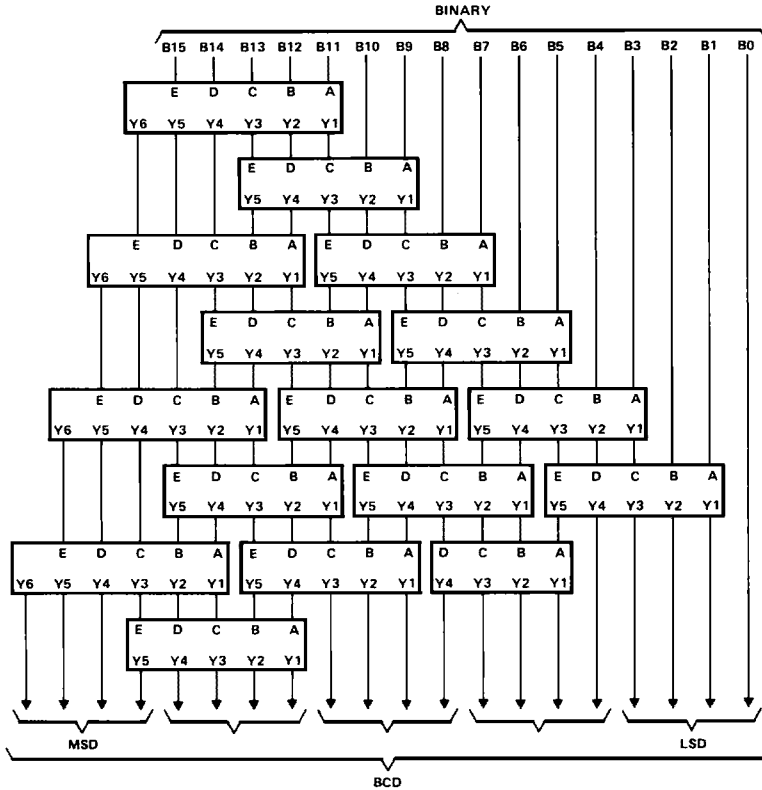 BINARY
B15 B14 B13 B12 B11 B10 B9 B8 B7 B6 B5 B4 B3 B2 B1 B0
E D C B A
Y6 Y5 Y4 Y3 Y2 Y1
E D C B A
Y5 Y4 Y3 Y2 Y1
E D C B A E D C B A
Y6 Y5 Y4 Y3 Y2 Y1 Y5 Y4 Y3 Y2 Y1
E D C B A E D C B A
Y5 Y4 Y3 Y2 Y1 Y5 Y4 Y3 Y2 Y1
E D C B A E D C B A E D C B A
Y6 Y5 Y4 Y3 Y2 Y1 Y5 Y4 Y3 Y2 Y1 Y5 Y4 Y3 Y2 Y1
E D C B A E D C B A E D C B A
Y5 Y4 Y3 Y2 Y1 Y5 Y4 Y3 Y2 Y1 Y5 Y4 Y3 Y2 Y1
E D C B A E D C B A D C B A
Y6 Y5 Y4 Y3 Y2 Y1 Y5 Y4 Y3 Y2 Y1 Y4 Y3 Y2 Y1
E D C B A
Y5 Y4 Y3 Y2 Y1
MSD LSD
BCD